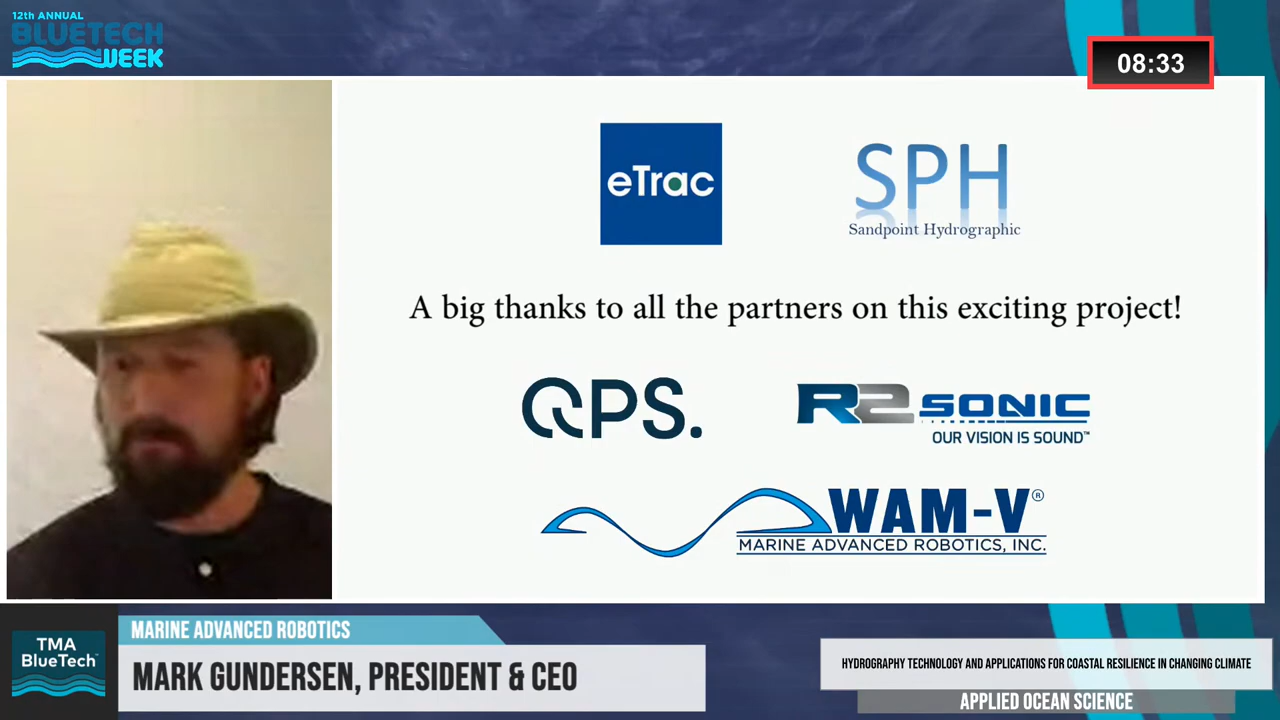 12th ANNUAL
BLUETECH
WEEK
08:33
eTrac
SPH
Sandpoint Hydrographic
A big thanks to all the partners on this exciting project!
QPS.
R2SONIC
OUR VISION IS SOUND™
WAM-V®
MARINE ADVANCED ROBOTICS, INC.
TMA
BlueTech™
MARINE ADVANCED ROBOTICS
MARK GUNDERSEN, PRESIDENT & CEO
HYDROGRAPHY TECHNOLOGY AND APPLICATIONS FOR COASTAL RESILIENCE IN CHANGING CLIMATE
APPLIED OCEAN SCIENCE